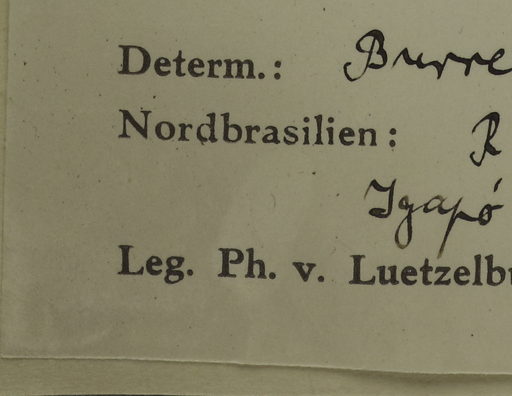 Determ.: Burre
Nordbrasilien: R
Igapó
Leg. Ph. v. Luetzelbu